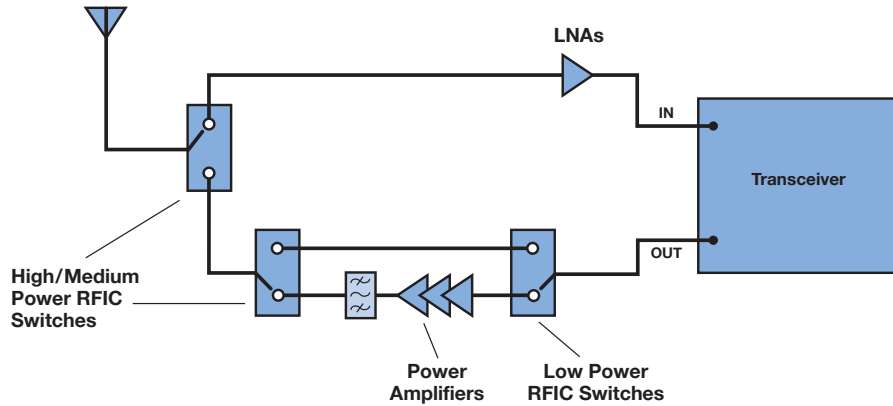 LNAs
IN
Transceiver
OUT
High/Medium
Power RFIC
Switches
Power
Amplifiers
Low Power
RFIC Switches